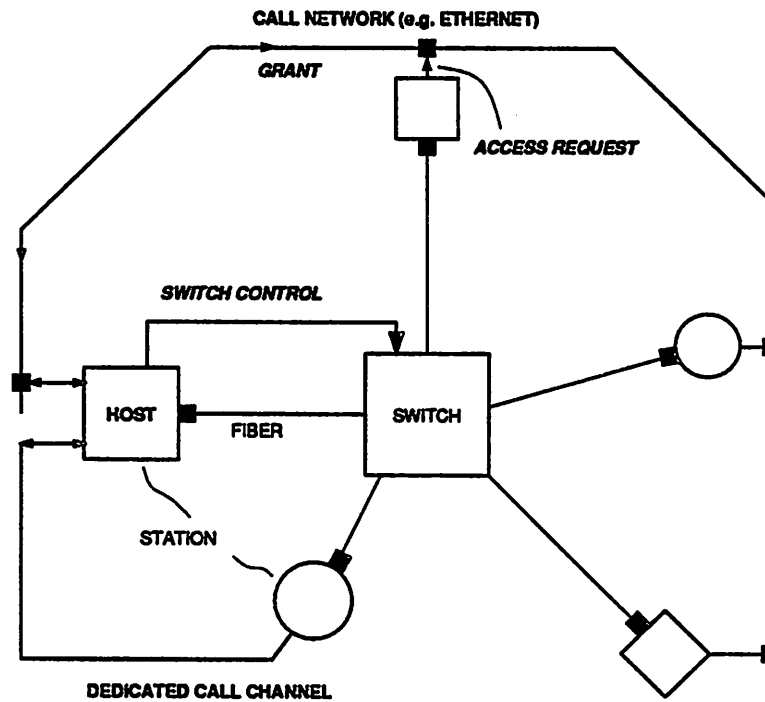 CALL NETWORK (e.g. ETHERNET)
GRANT
ACCESS REQUEST
SWITCH CONTROL
HOST
FIBER
SWITCH
STATION
DEDICATED CALL CHANNEL